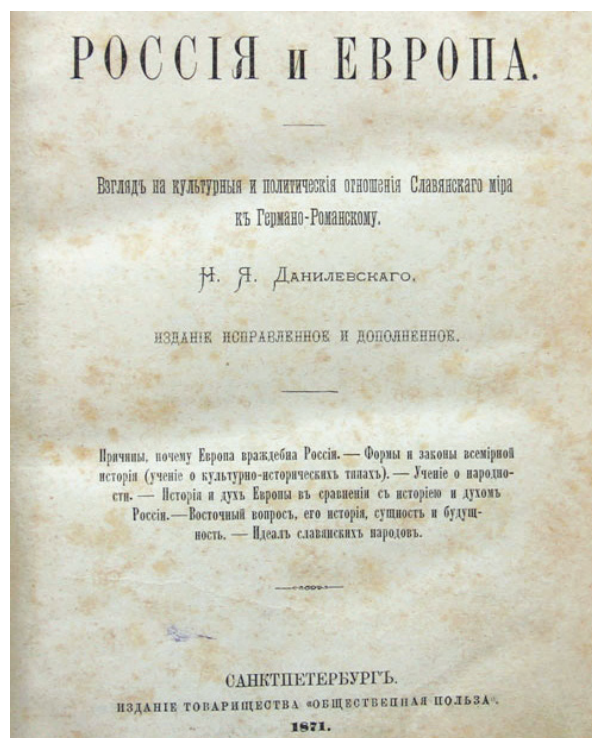 РОССІЯ и ЕВРОПА.
Взглядъ на культурныя и политическія отношенія Славянскаго міра
къ Германо-Романскому.
Н. Я. Данилевскаго.
ИЗДАНІЕ ИСПРАВЛЕННОЕ И ДОПОЛНЕННОЕ.
Причины, почему Европа враждебна Россіи. — Формы и законы всемірной
исторіи (ученіе о культурно-историческихъ типахъ). — Ученіе о народно-
сти. — Исторія и духъ Европы въ сравненіи съ исторіею и духомъ
Россіи. — Восточный вопросъ, его исторія, сущность и будущ-
ность. — Идеалъ славянскихъ народовъ.
САНКТПЕТЕРБУРГЪ.
ИЗДАНІЕ ТОВАРИЩЕСТВА «ОБЩЕСТВЕННАЯ ПОЛЬЗА».
1871.